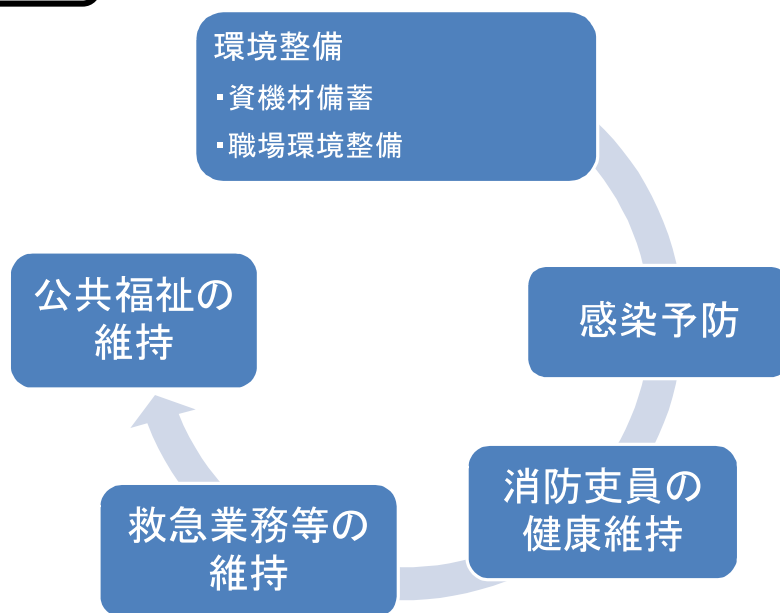 環境整備
・資機材備蓄
・職場環境整備
感染予防
消防吏員の
健康維持
救急業務等の
維持
公共福祉の
維持